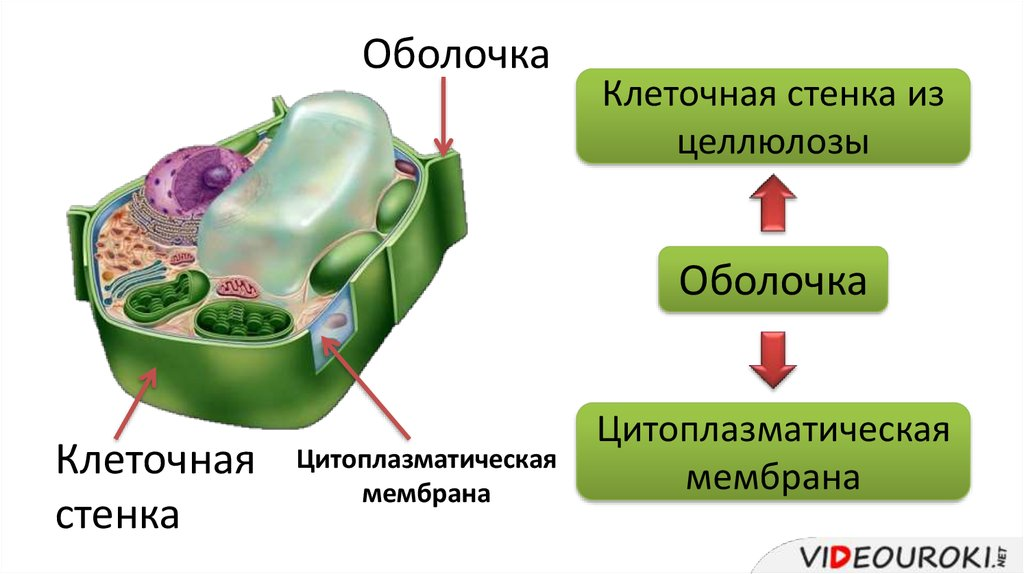 Оболочка
Клеточная стенка из
целлюлозы
Оболочка
Клеточная
стенка
Цитоплазматическая
мембрана
Цитоплазматическая
мембрана
VIDEOUROKI.NET